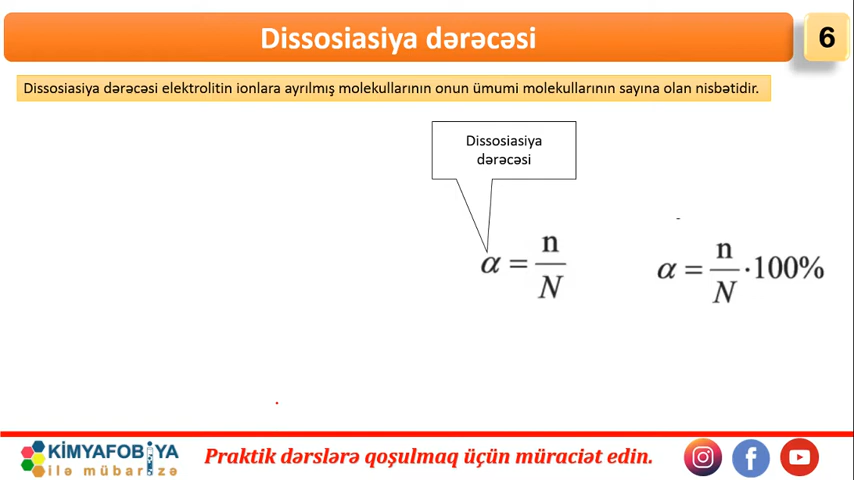 Dissosiasiya dərəcəsi
6
Dissosiasiya dərəcəsi elektrolitin ionlara ayrılmış molekullarının onun ümumi molekullarının sayına olan nisbətidir.
Dissosiasiya
dərəcəsi
α = n/N
α = n/N · 100%
KİMYAFOBİYA
ilə mübarizə
Praktik dərslərə qoşulmaq üçün müraciət edin.